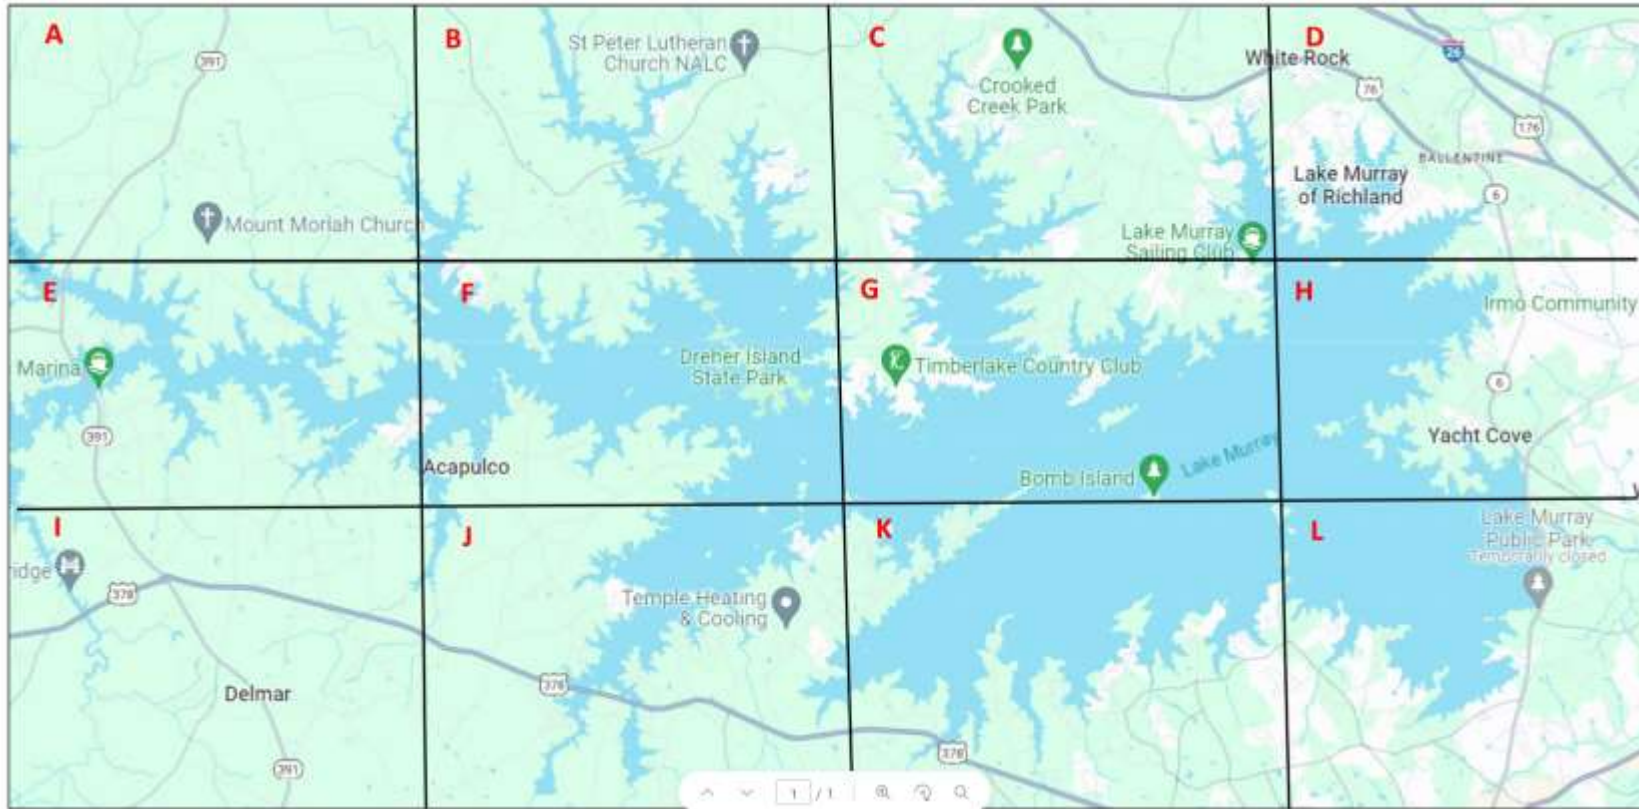 A
B
C
D
391
St Peter Lutheran
Church NALC
Crooked
Creek Park
White Rock
26
76
176
BALLENTINE
Lake Murray
of Richland
6
Mount Moriah Church
Lake Murray
Sailing Club
E
F
G
H
Irmo Community
Marina
Dreher Island
State Park
Timberlake Country Club
6
391
Acapulco
Yacht Cove
Bomb Island
Lake Murray
I
J
K
L
Lake Murray
Public Park
Temporarily closed
idge
378
Temple Heating
& Cooling
Delmar
378
378
391
1 / 1